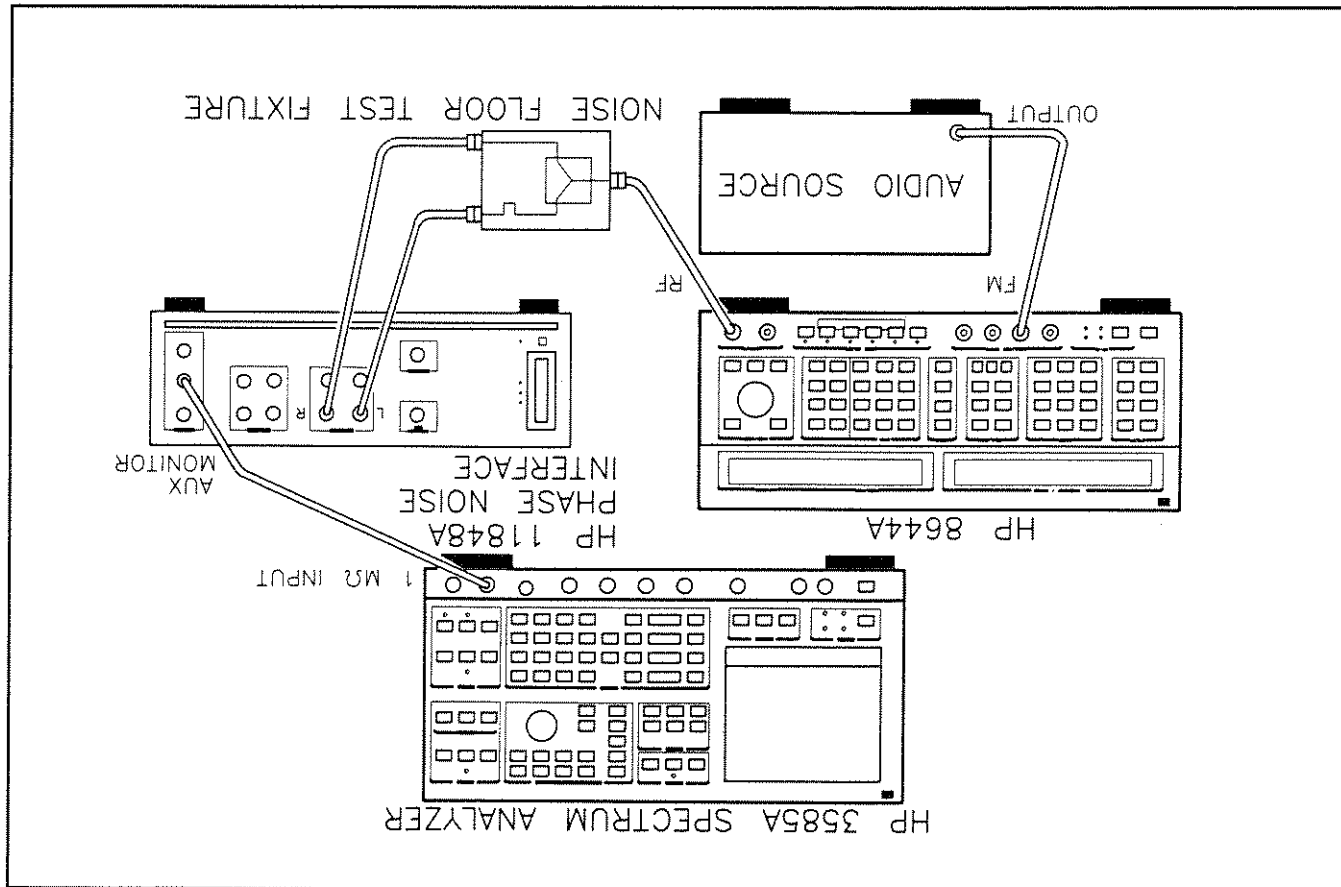 HP 3585A SPECTRUM ANALYZER
1 MΩ INPUT
HP 8644A
HP 11848A
PHASE NOISE
INTERFACE
AUX
MONITOR
L
R
FM
RF
AUDIO SOURCE
OUTPUT
NOISE FLOOR TEST FIXTURE